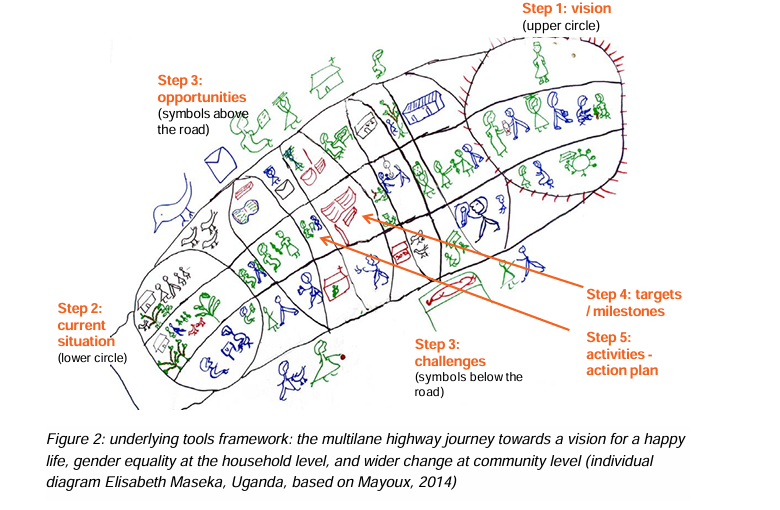 Step 1: vision
(upper circle)
Step 3:
opportunities
(symbols above
the road)
Step 2:
current
situation
(lower circle)
Step 4: targets
/ milestones
Step 3:
challenges
(symbols below the
road)
Step 5:
activities -
action plan
Figure 2: underlying tools framework: the multilane highway journey towards a vision for a happy
life, gender equality at the household level, and wider change at community level (individual
diagram Elisabeth Maseka, Uganda, based on Mayoux, 2014)